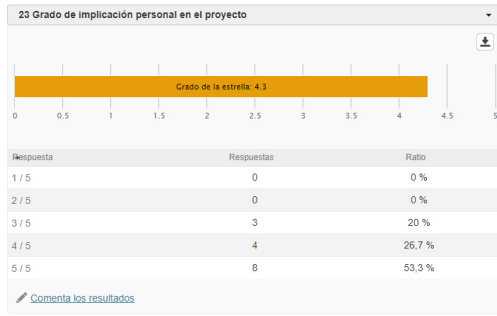 23 Grado de implicación personal en el proyecto
Grado de la estrella: 4.3
0 0.5 1 1.5 2 2.5 3 3.5 4 4.5 5
Respuesta Respuestas Ratio
1 / 5 0 0 %
2 / 5 0 0 %
3 / 5 3 20 %
4 / 5 4 26,7 %
5 / 5 8 53,3 %
Comenta los resultados